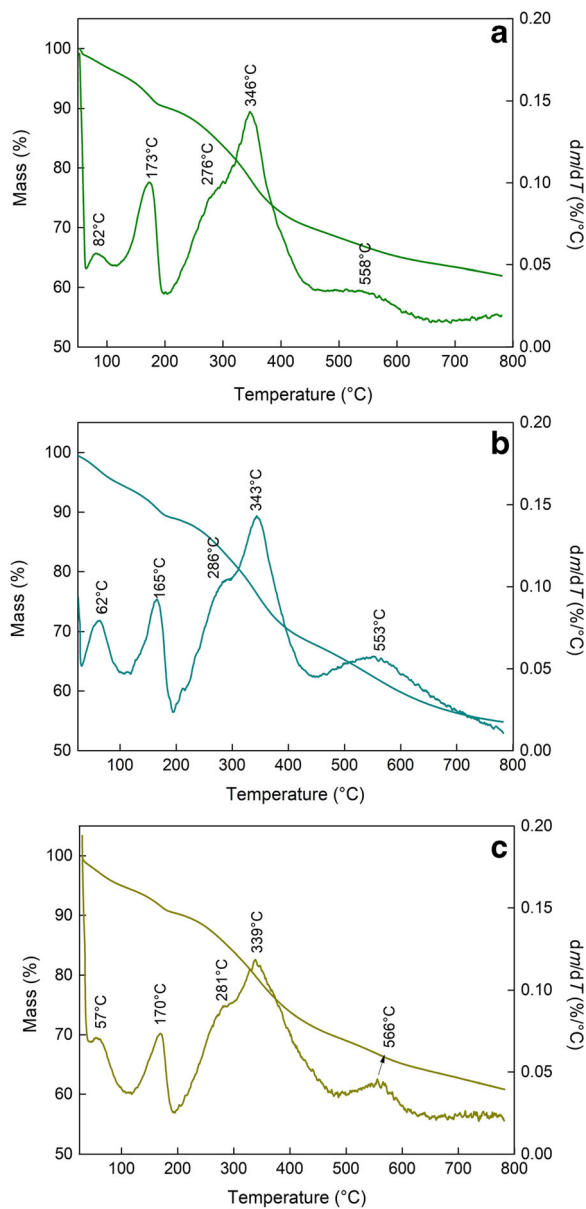 a
100
90
80
70
60
50
Mass (%)
82°C
173°C
276°C
346°C
558°C
0.20
0.15
0.10
0.05
0.00
dm/dT (%/°C)
100
200
300
400
500
600
700
800
Temperature (°C)
b
100
90
80
70
60
50
Mass (%)
62°C
165°C
286°C
343°C
553°C
0.20
0.15
0.10
0.05
0.00
dm/dT (%/°C)
100
200
300
400
500
600
700
800
Temperature (°C)
c
100
90
80
70
60
50
Mass (%)
57°C
170°C
281°C
339°C
566°C
0.20
0.15
0.10
0.05
0.00
dm/dT (%/°C)
100
200
300
400
500
600
700
800
Temperature (°C)